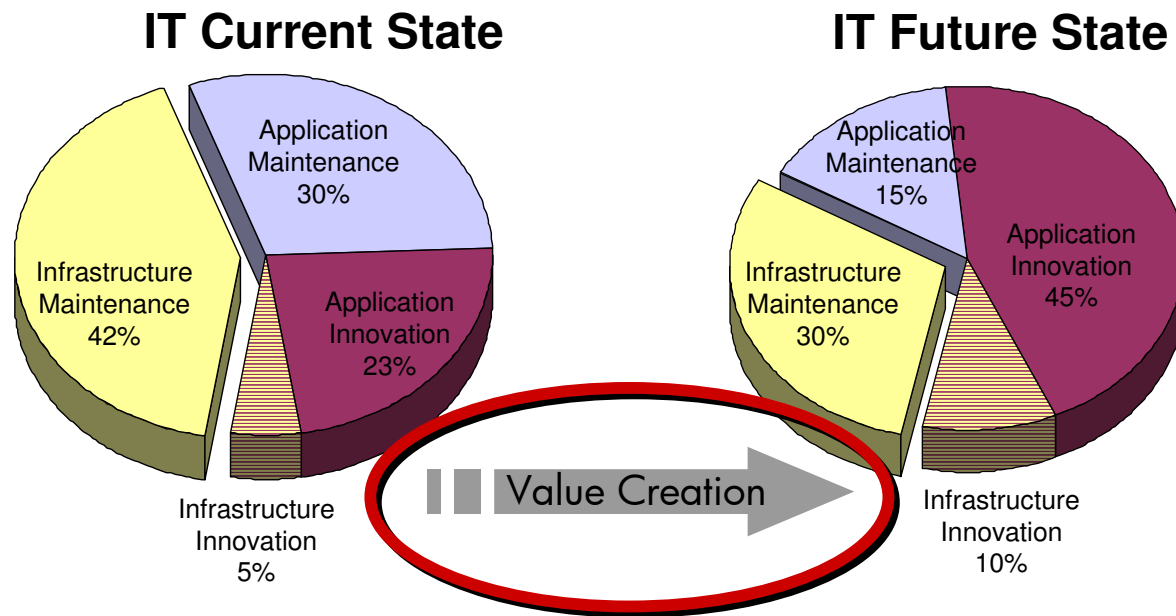 IT Current State
IT Future State
Application
Maintenance
30%
Infrastructure
Maintenance
42%
Application
Innovation
23%
Infrastructure
Innovation
5%
Value Creation
Application
Maintenance
15%
Application
Innovation
45%
Infrastructure
Maintenance
30%
Infrastructure
Innovation
10%